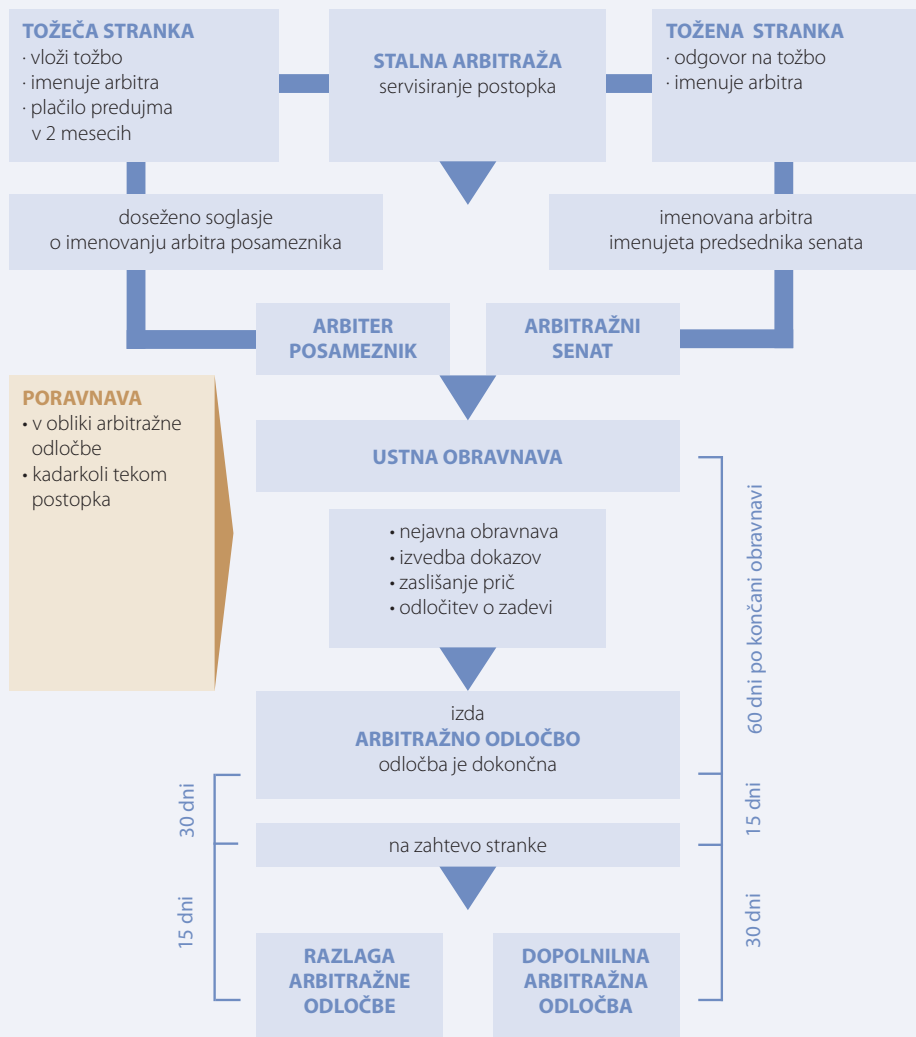 TOŽEČA STRANKA
· vloži tožbo
· imenuje arbitra
· plačilo predujma
v 2 mesecih
STALNA ARBITRAŽA
servisiranje postopka
TOŽENA STRANKA
· odgovor na tožbo
· imenuje arbitra
doseženo soglasje
o imenovanju arbitra posameznika
imenovana arbitra
imenujeta predsednika senata
ARBITER
POSAMEZNIK
ARBITRAŽNI
SENAT
PORAVNAVA
• v obliki arbitražne
odločbe
• kadarkoli tekom
postopka
USTNA OBRAVNAVA
• nejavna obravnava
• izvedba dokazov
• zaslišanje prič
• odločitev o zadevi
60 dni po končani obravnavi
izda
ARBITRAŽNO ODLOČBO
odločba je dokončna
30 dni
15 dni
na zahtevo stranke
15 dni
30 dni
RAZLAGA
ARBITRAŽNE
ODLOČBE
DOPOLNILNA
ARBITRAŽNA
ODLOČBA